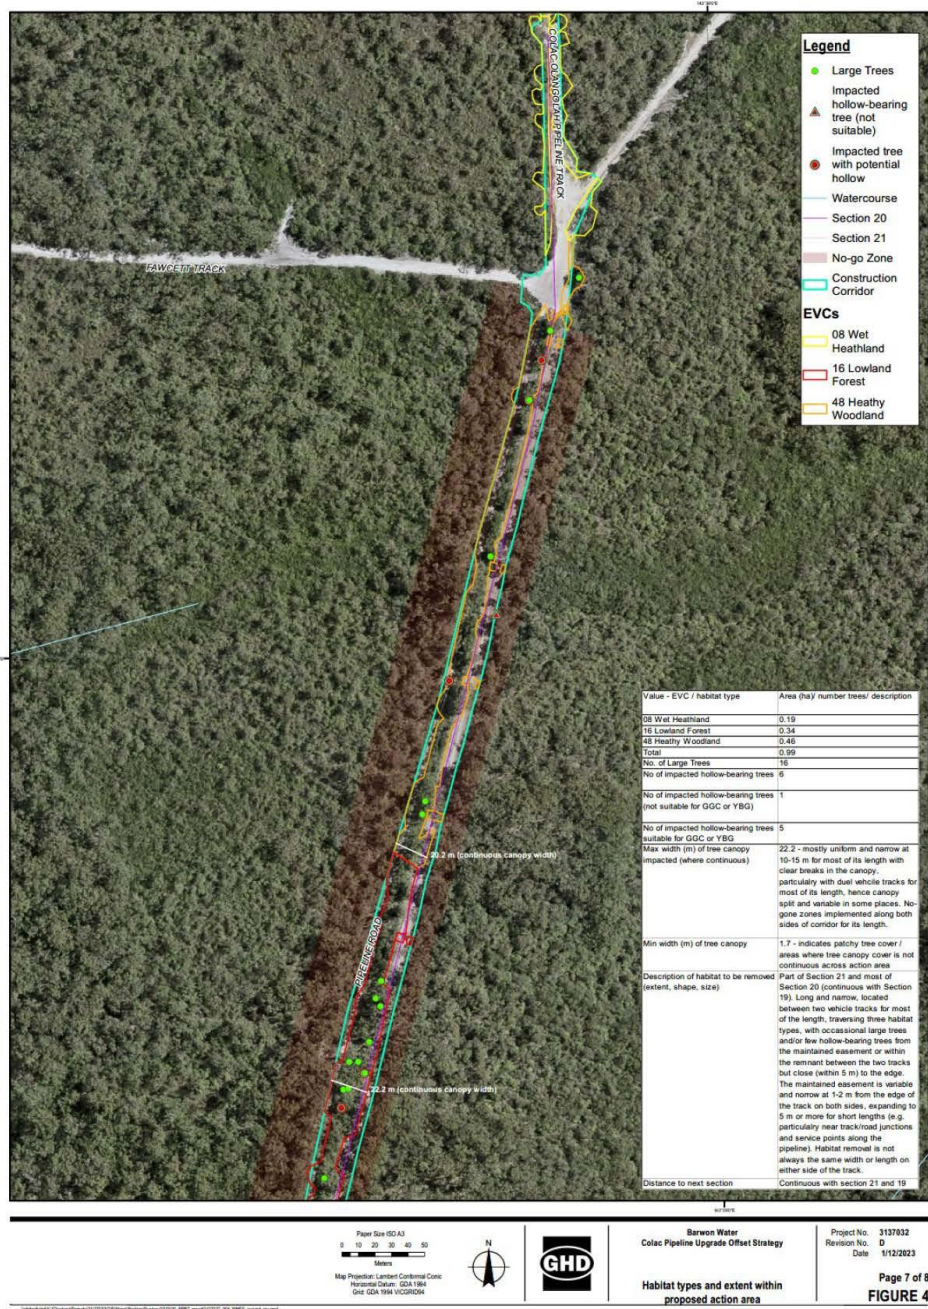 COLAC-OLANGOLAH PIPELINE TRACK
FAWCETT TRACK
Legend
Large Trees
Impacted
hollow-bearing
tree (not
suitable)
Impacted tree
with potential
hollow
Watercourse
Section 20
Section 21
No-go Zone
Construction
Corridor
EVCs
08 Wet
Heathland
16 Lowland
Forest
48 Heathy
Woodland
20.2 m (continuous canopy width)
PIPELINE ROAD
22.2 m (continuous canopy width)
Value - EVC / habitat type Area (ha)/ number trees/ description
08 Wet Heathland 0.19
16 Lowland Forest 0.34
48 Heathy Woodland 0.46
Total 0.99
No. of Large Trees 16
No of impacted hollow-bearing trees 6
No of impacted hollow-bearing trees 1
(not suitable for GGC or YBG)
No of impacted hollow-bearing trees 5
suitable for GGC or YBG
Max width (m) of tree canopy 22.2 - mostly uniform and narrow at
impacted (where continuous) 10-15 m for most of its length with
clear breaks in the canopy,
particulalry with duel vehcile tracks for
most of its length, hence canopy
split and variable in some places. No-
gone zones implemented along both
sides of corridor for its length.
Min width (m) of tree canopy 1.7 - indicates patchy tree cover /
areas where tree canopy cover is not
continuous across action area
Description of habitat to be removed Part of Section 21 and most of
(extent, shape, size) Section 20 (continuous with Section
19). Long and narrow, located
between two vehicle tracks for most
of the length, traversing three habitat
types, with occassional large trees
and/or few hollow-bearing trees from
the maintained easement or within
the remnant between the two tracks
but close (within 5 m) to the edge.
The maintained easement is variable
and norrow at 1-2 m from the edge of
the track on both sides, expanding to
5 m or more for short lengths (e.g.
particulalry near track/road junctions
and service points along the
pipeline). Habitat removal is not
always the same width or length on
either side of the track.
Distance to next section Continuous with section 21 and 19
Paper Size ISO A3
0 10 20 30 40 50
Meters
Map Projection: Lambert Conformal Conic
Horizontal Datum: GDA 1994
Grid: GDA 1994 VICGRID94
N
GHD
Barwon Water
Colac Pipeline Upgrade Offset Strategy
Habitat types and extent within
proposed action area
Project No. 3137032
Revision No. D
Date 1/12/2023
Page 7 of 8
FIGURE 4